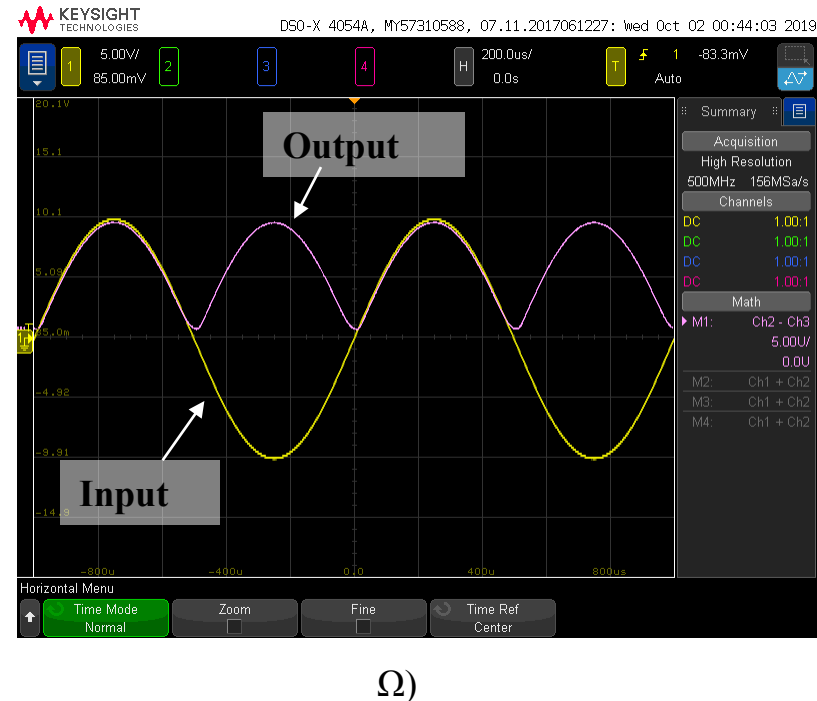 KEYSIGHT
TECHNOLOGIES
DSO-X 4054A, MY57310588, 07.11.2017061227: Wed Oct 02 00:44:03 2019
1
5.00V/
85.00mV
2
3
4
H
200.0us/
0.0s
T
1
-83.3mV
Auto
20.1V
15.1
10.1
5.09
85.0m
-4.92
-9.91
-14.9
-800u
-400u
0.0
400u
800us
T
1
Output
Input
Summary
Acquisition
High Resolution
500MHz 156MSa/s
Channels
DC 1.00:1
DC 1.00:1
DC 1.00:1
DC 1.00:1
Math
M1: Ch2 - Ch3
5.00U/
0.0U
M2: Ch1 + Ch2
M3: Ch1 + Ch2
M4: Ch1 + Ch2
Horizontal Menu
Time Mode
Normal
Zoom
Fine
Time Ref
Center
Ω)